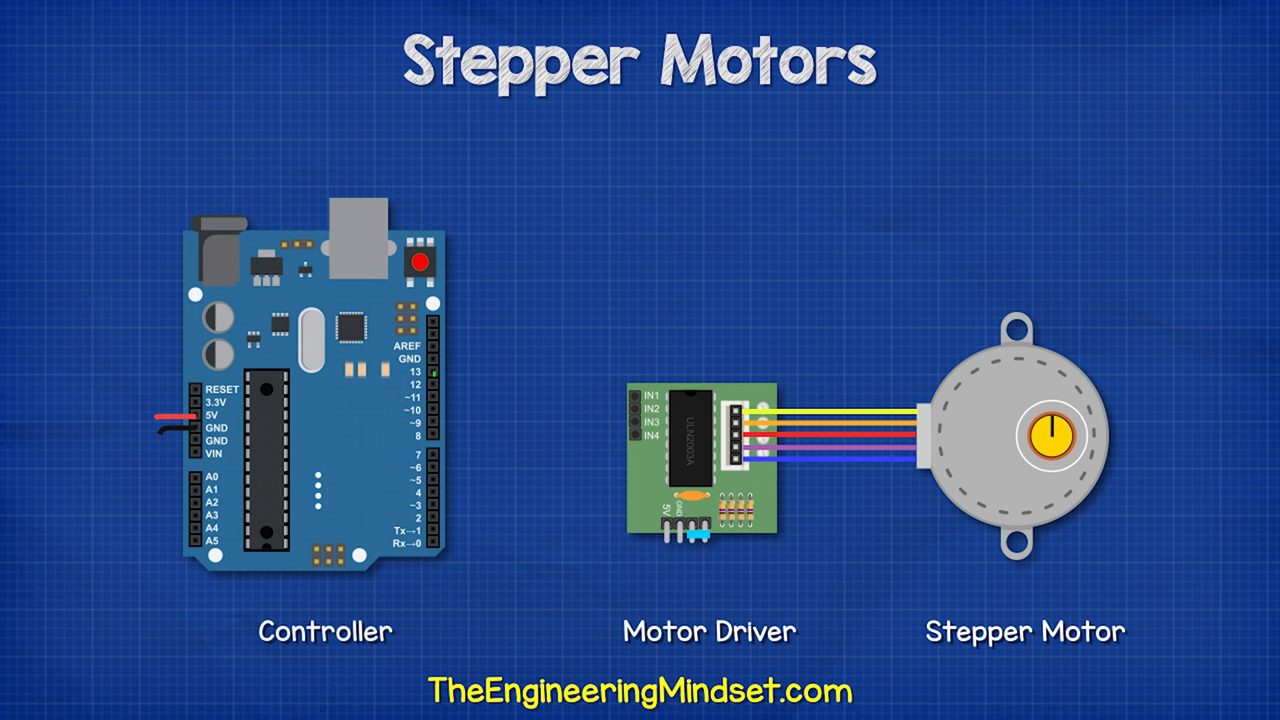 Stepper Motors
AREF
GND
13
12
~11
~10
~9
8
RESET
3.3V
5V
GND
GND
VIN
7
~6
~5
4
~3
2
Tx→1
Rx→0
A0
A1
A2
A3
A4
A5
IN1
IN2
IN3
IN4
ULN2003A
5V
GND
Controller
Motor Driver
Stepper Motor
TheEngineeringMindset.com